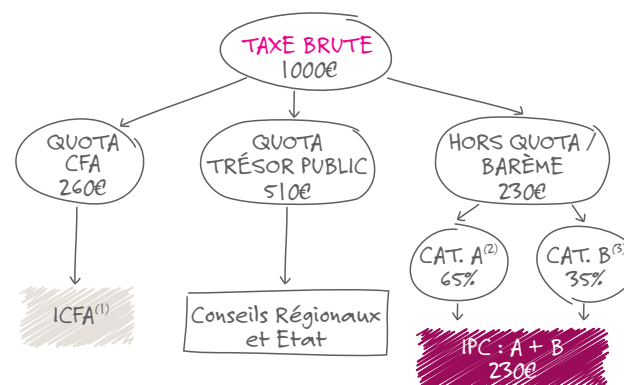 TAXE BRUTE
1000€
QUOTA
CFA
260€
QUOTA
TRÉSOR PUBLIC
510€
HORS QUOTA /
BARÈME
230€
CAT. A(2)
65%
CAT. B(3)
35%
ICFA(1)
Conseils Régionaux
et Etat
IPC : A + B
230€